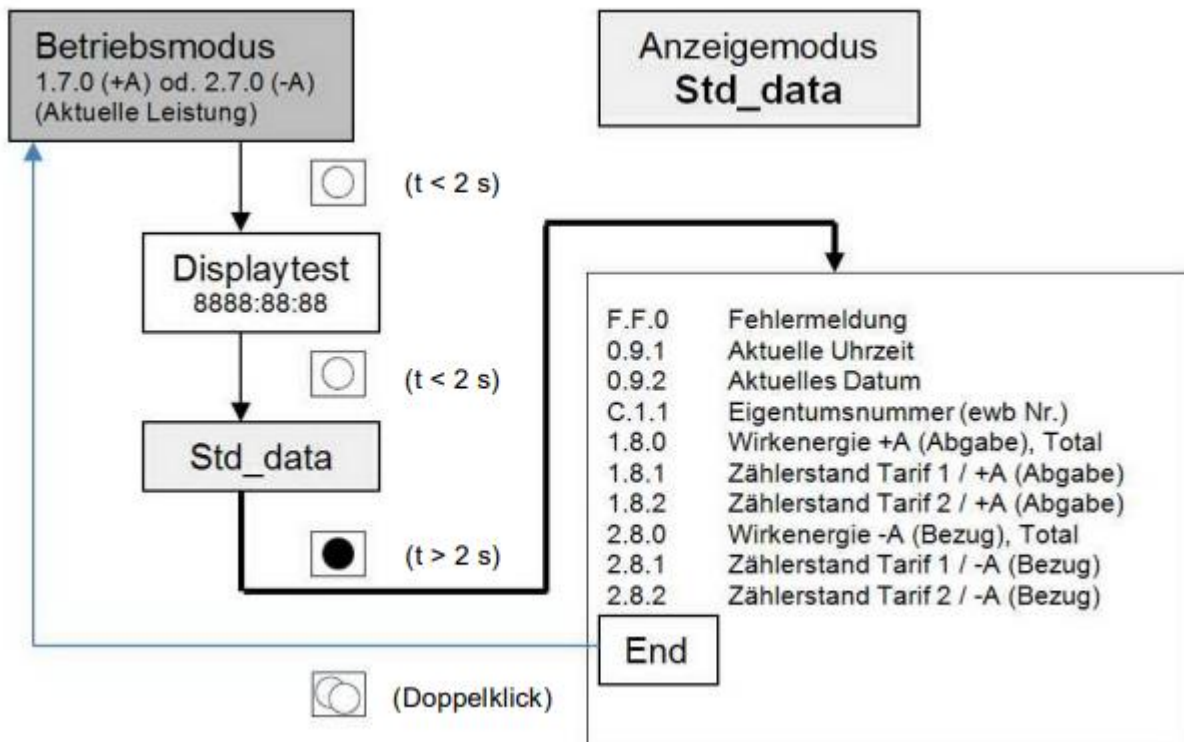 Betriebsmodus
1.7.0 (+A) od. 2.7.0 (-A)
(Aktuelle Leistung)
Anzeigemodus
Std_data
(t < 2 s)
Displaytest
8888:88:88
(t < 2 s)
Std_data
(t > 2 s)
F.F.0 Fehlermeldung
0.9.1 Aktuelle Uhrzeit
0.9.2 Aktuelles Datum
C.1.1 Eigentumsnummer (ewb Nr.)
1.8.0 Wirkenergie +A (Abgabe), Total
1.8.1 Zählerstand Tarif 1 / +A (Abgabe)
1.8.2 Zählerstand Tarif 2 / +A (Abgabe)
2.8.0 Wirkenergie -A (Bezug), Total
2.8.1 Zählerstand Tarif 1 / -A (Bezug)
2.8.2 Zählerstand Tarif 2 / -A (Bezug)
End
(Doppelklick)